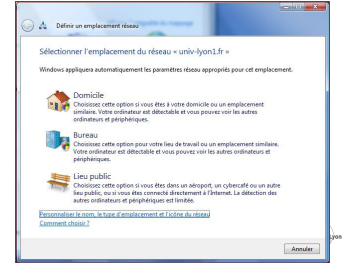 Définir un emplacement réseau
Sélectionner l'emplacement du réseau « univ-lyon1.fr »
Windows appliquera automatiquement les paramètres réseau appropriés pour cet emplacement.
Domicile
Choisissez cette option si vous êtes à votre domicile ou un emplacement
similaire. Votre ordinateur est détectable et vous pouvez voir les autres
ordinateurs et périphériques.
Bureau
Choisissez cette option pour votre lieu de travail ou un emplacement similaire.
Votre ordinateur est détectable et vous pouvez voir les autres ordinateurs et
périphériques.
Lieu public
Choisissez cette option si vous êtes dans un aéroport, un cybercafé ou un autre
lieu public, ou si vous êtes connecté directement à l'Internet. La détection des
autres ordinateurs et périphériques est limitée.
Personnaliser le nom, le type d'emplacement et l'icône du réseau
Comment choisir ?
Lyon
Annuler